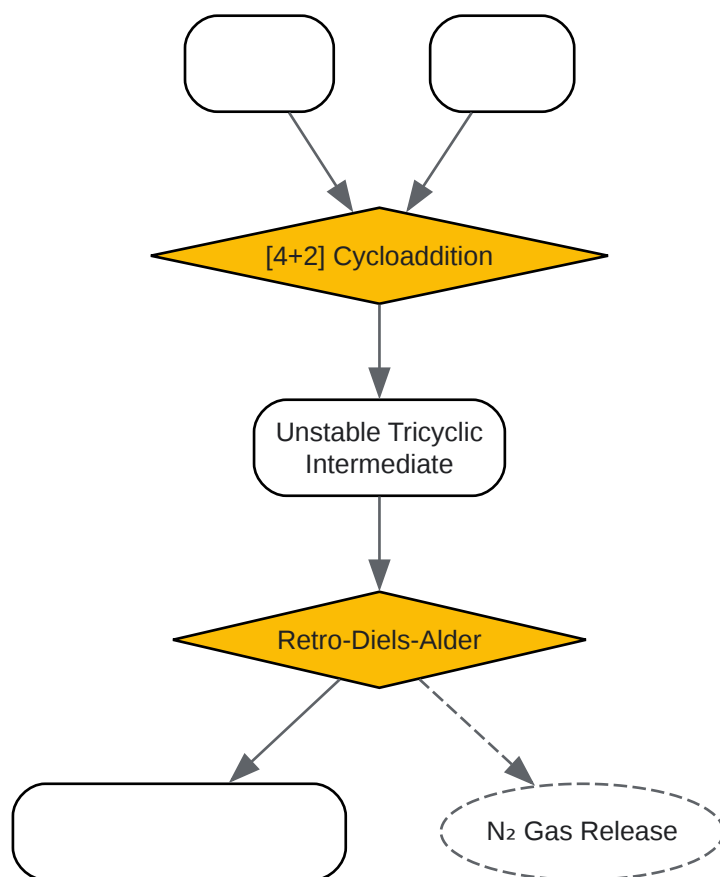 [4+2] Cycloaddition
Unstable Tricyclic
Intermediate
Retro-Diels-Alder
N₂ Gas Release